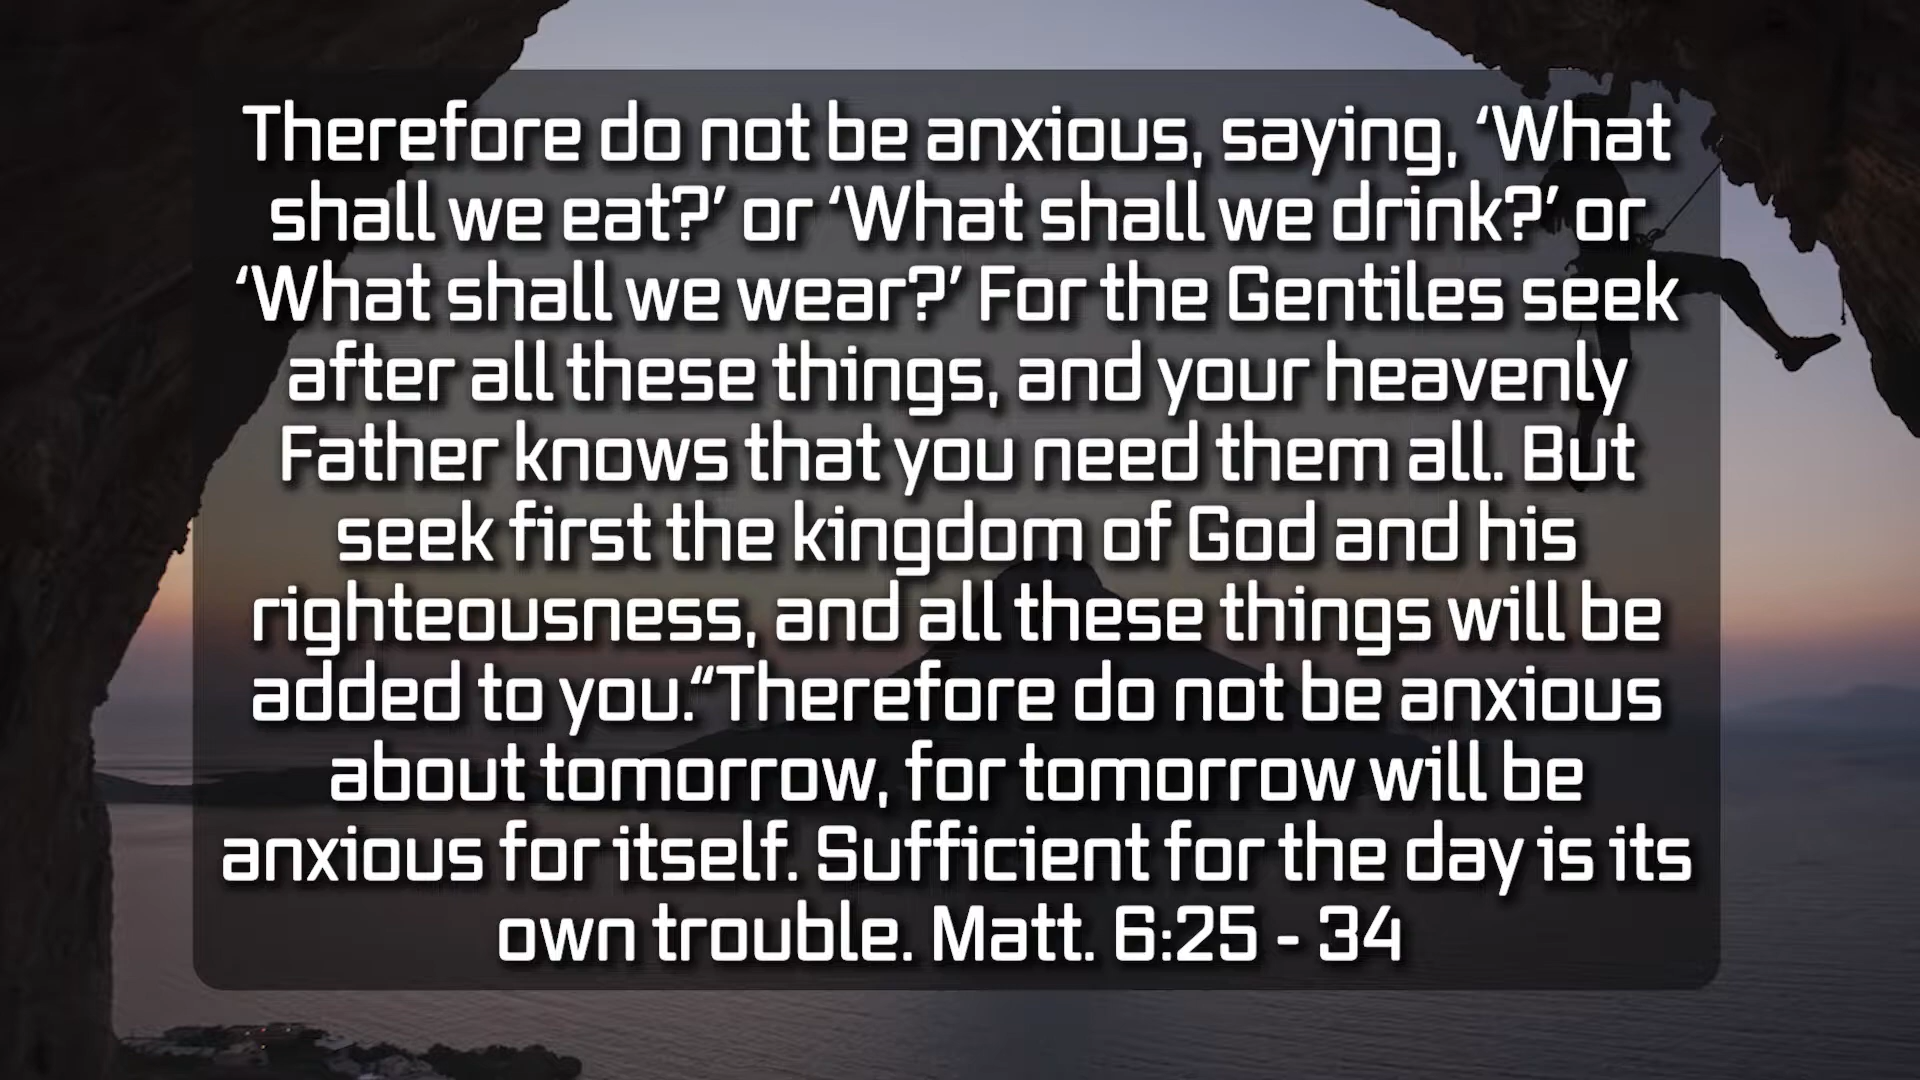 Therefore do not be anxious, saying, ‘What
shall we eat?’ or ‘What shall we drink?’ or
‘What shall we wear?’ For the Gentiles seek
after all these things, and your heavenly
Father knows that you need them all. But
seek first the kingdom of God and his
righteousness, and all these things will be
added to you.“Therefore do not be anxious
about tomorrow, for tomorrow will be
anxious for itself. Sufficient for the day is its
own trouble. Matt. 6:25 - 34